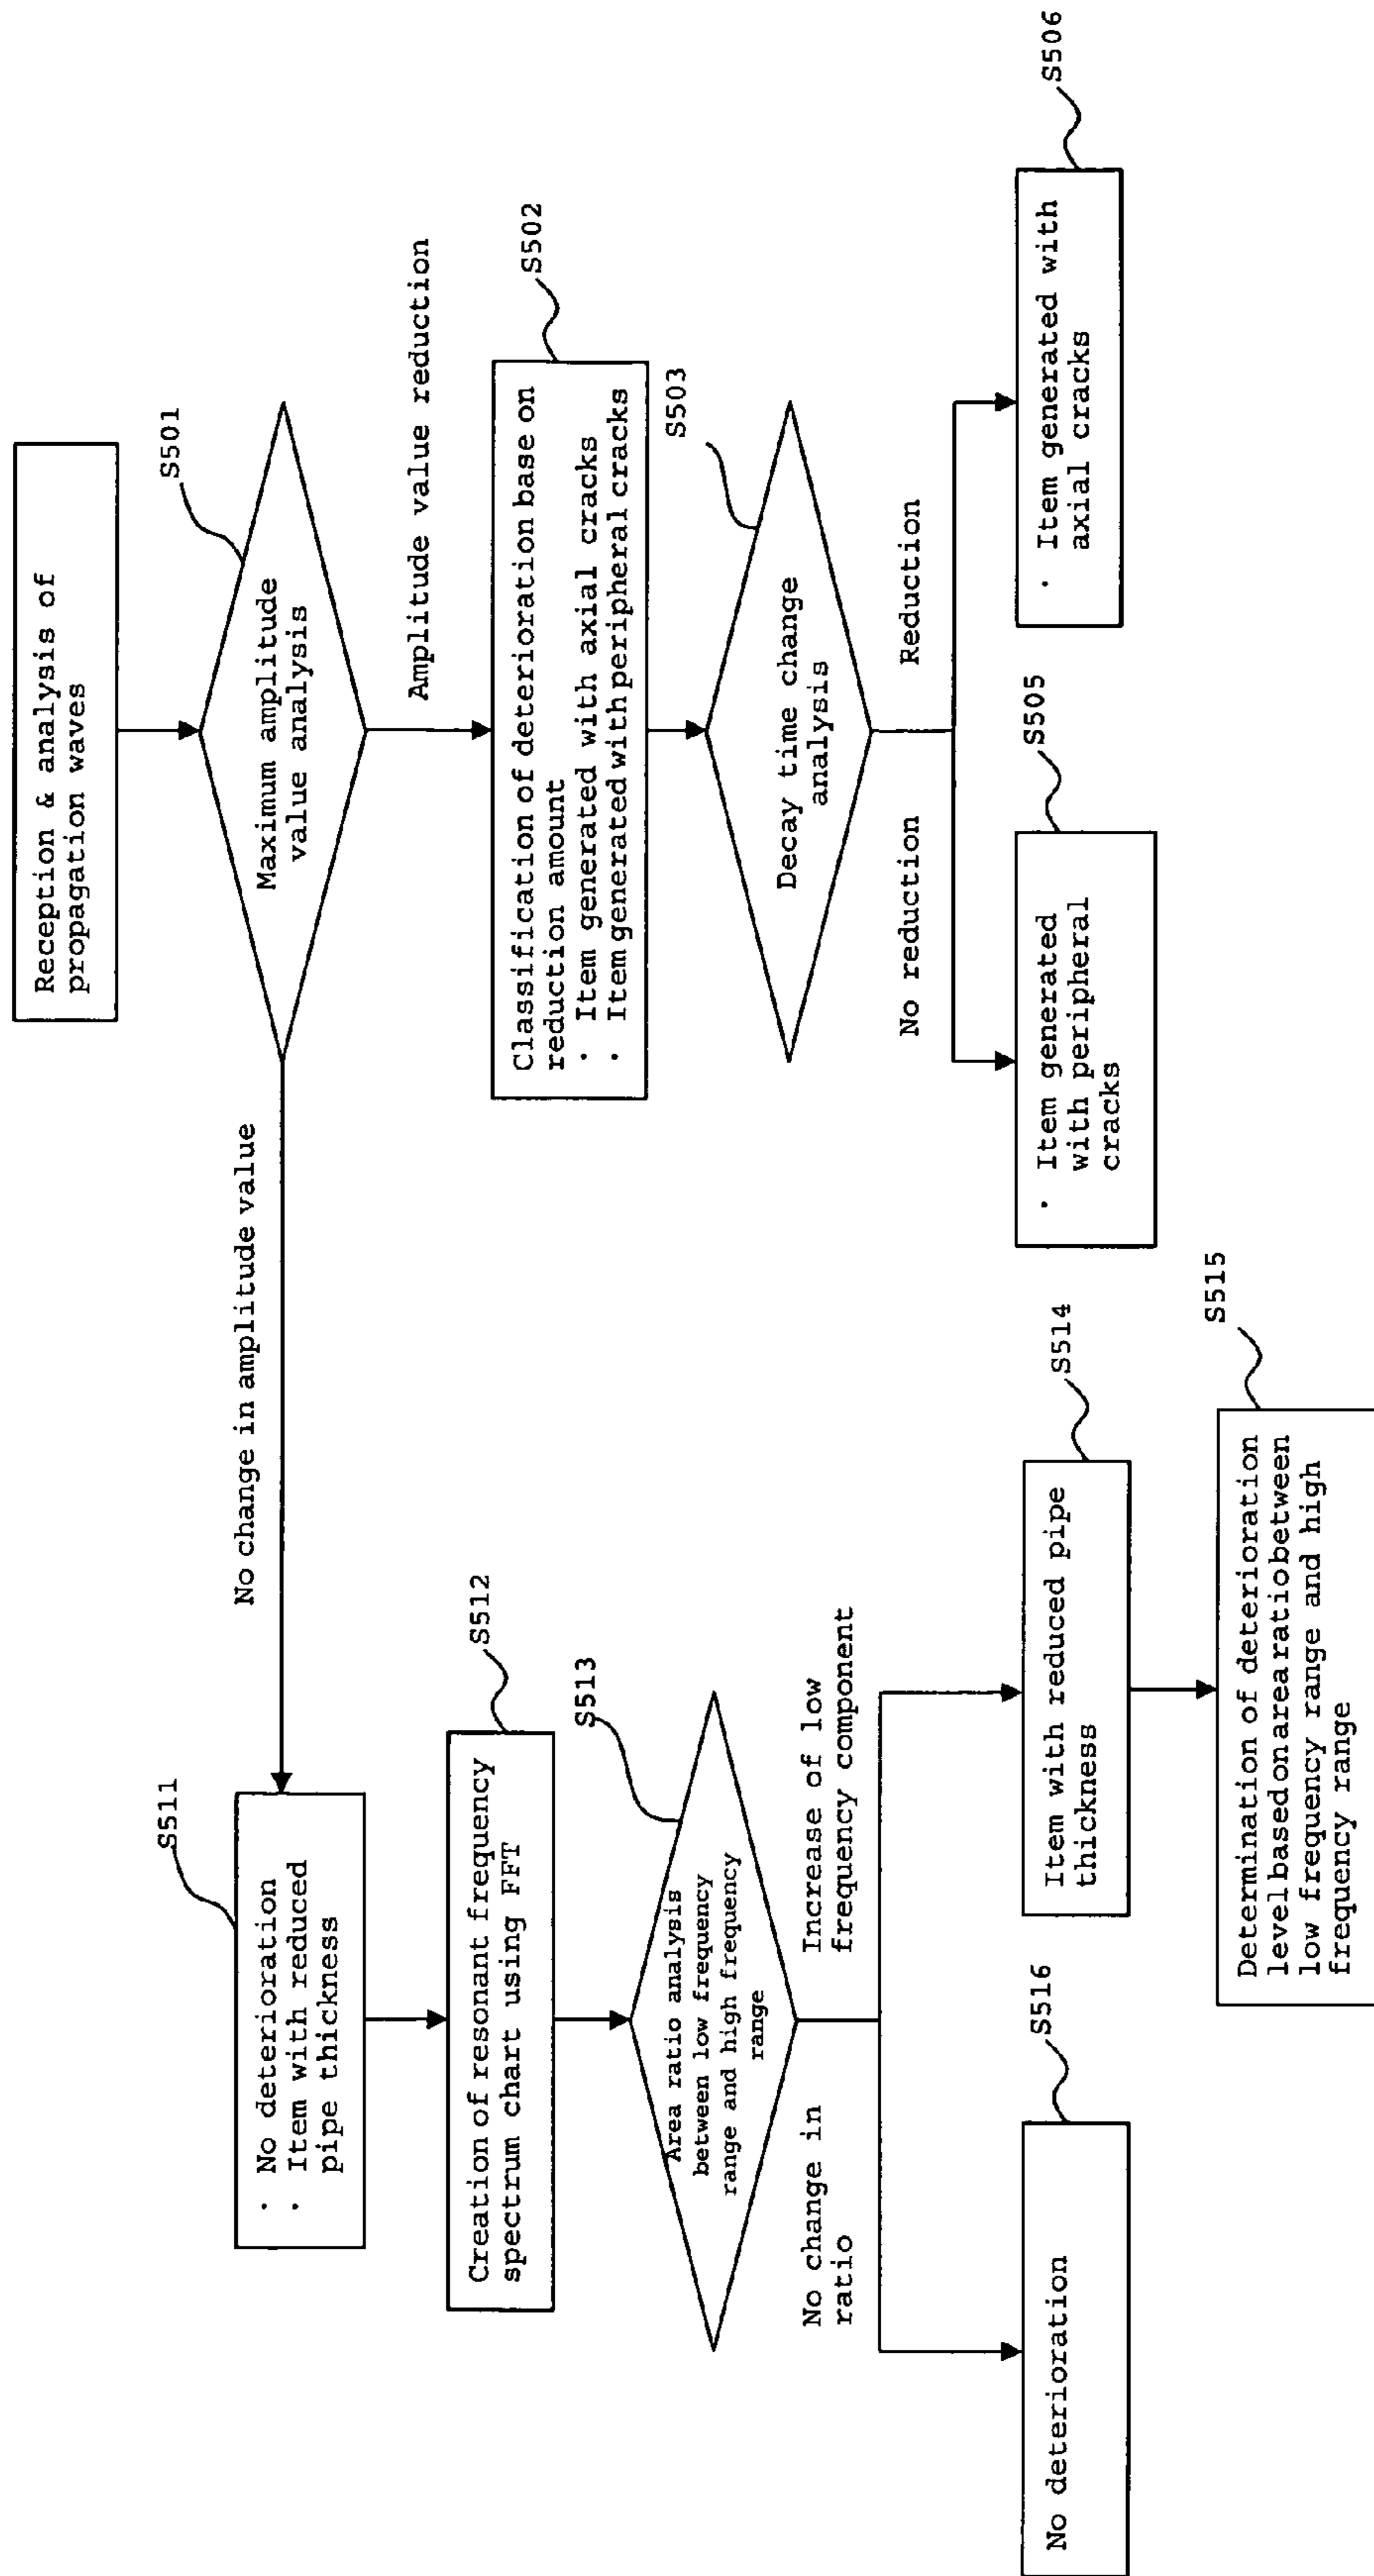 Reception & analysis of
propagation waves
S501
Maximum amplitude
value analysis
Amplitude value reduction
No change in amplitude value
S502
Classification of deterioration base on
reduction amount
· Item generated with axial cracks
· Item generated with peripheral cracks
S503
Decay time change
analysis
No reduction
Reduction
S505
· Item generated
with peripheral
cracks
S506
· Item generated with
axial cracks
S511
· No deterioration
· Item with reduced
pipe thickness
S512
Creation of resonant frequency
spectrum chart using FFT
S513
Area ratio analysis
between low frequency
range and high frequency
range
No change in
ratio
Increase of low
frequency component
S516
No deterioration
S514
Item with reduced pipe
thickness
S515
Determination of deterioration
level based on area ratio between
low frequency range and high
frequency range